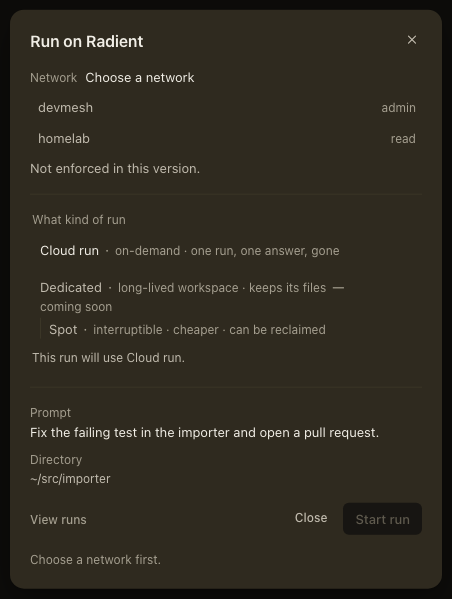 Run on Radient ×
Network Choose a network
devmesh admin
homelab read
Not enforced in this version.
What kind of run
Cloud run · on-demand · one run, one answer, gone
Dedicated · long-lived workspace · keeps its files —
coming soon
Spot · interruptible · cheaper · can be reclaimed
This run will use Cloud run.
Prompt
Fix the failing test in the importer and open a pull request.
Directory
~/src/importer
View runs Close Start run
Choose a network first.